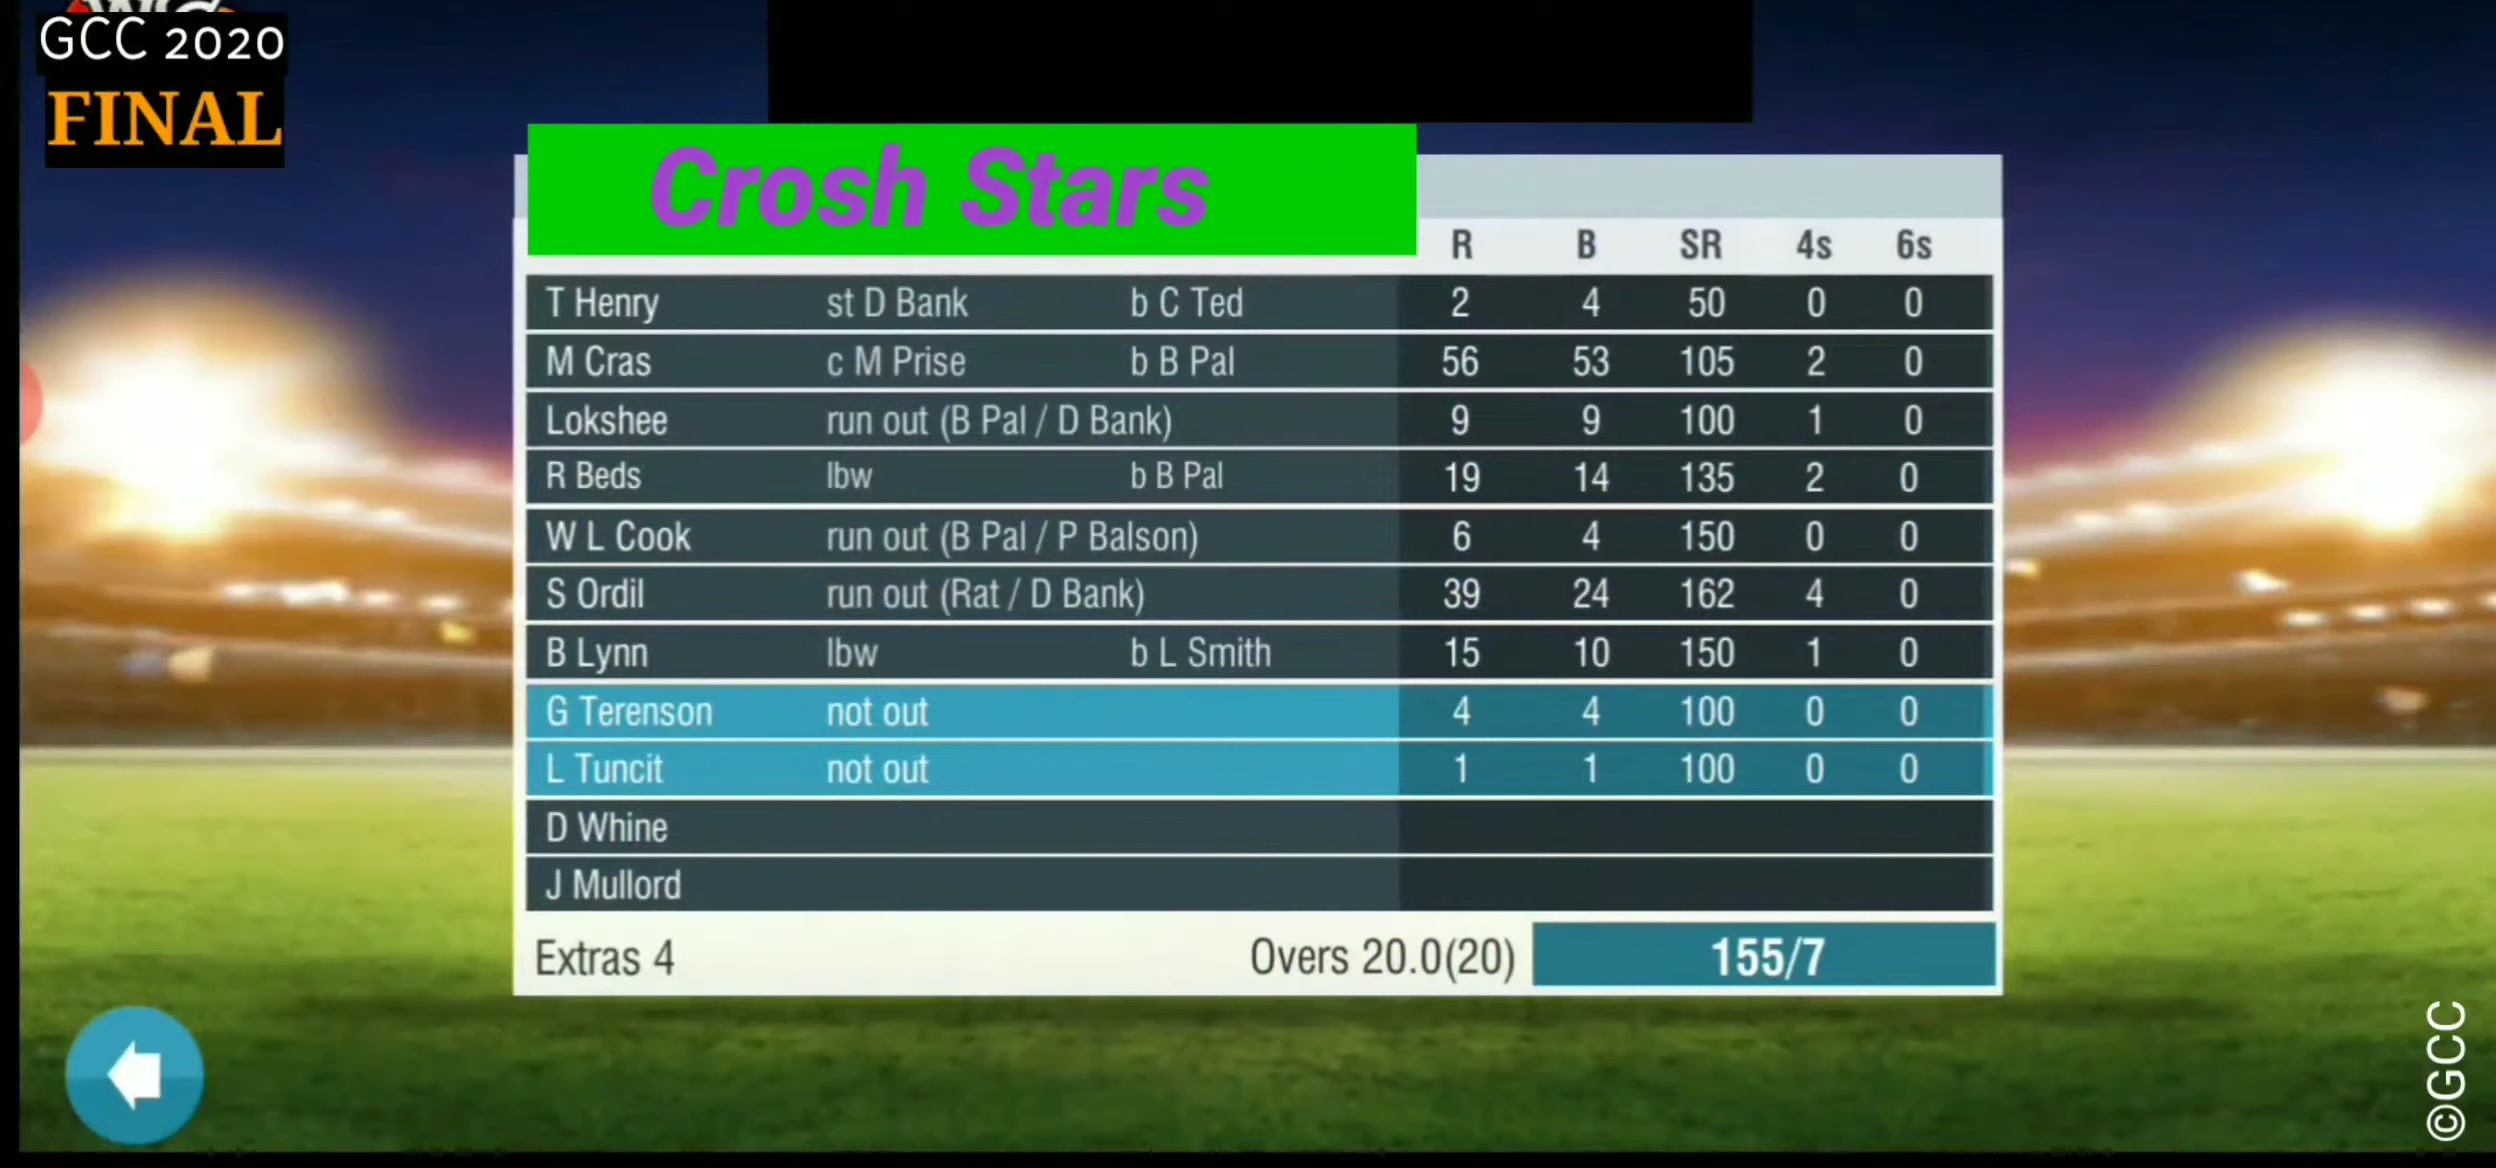 GCC 2020
FINAL
Crosh Stars
R B SR 4s 6s
T Henry st D Bank b C Ted 2 4 50 0 0
M Cras c M Prise b B Pal 56 53 105 2 0
Lokshee run out (B Pal / D Bank) 9 9 100 1 0
R Beds lbw b B Pal 19 14 135 2 0
W L Cook run out (B Pal / P Balson) 6 4 150 0 0
S Ordil run out (Rat / D Bank) 39 24 162 4 0
B Lynn lbw b L Smith 15 10 150 1 0
G Terenson not out 4 4 100 0 0
L Tuncit not out 1 1 100 0 0
D Whine
J Mullord
Extras 4 Overs 20.0(20) 155/7
©GCC